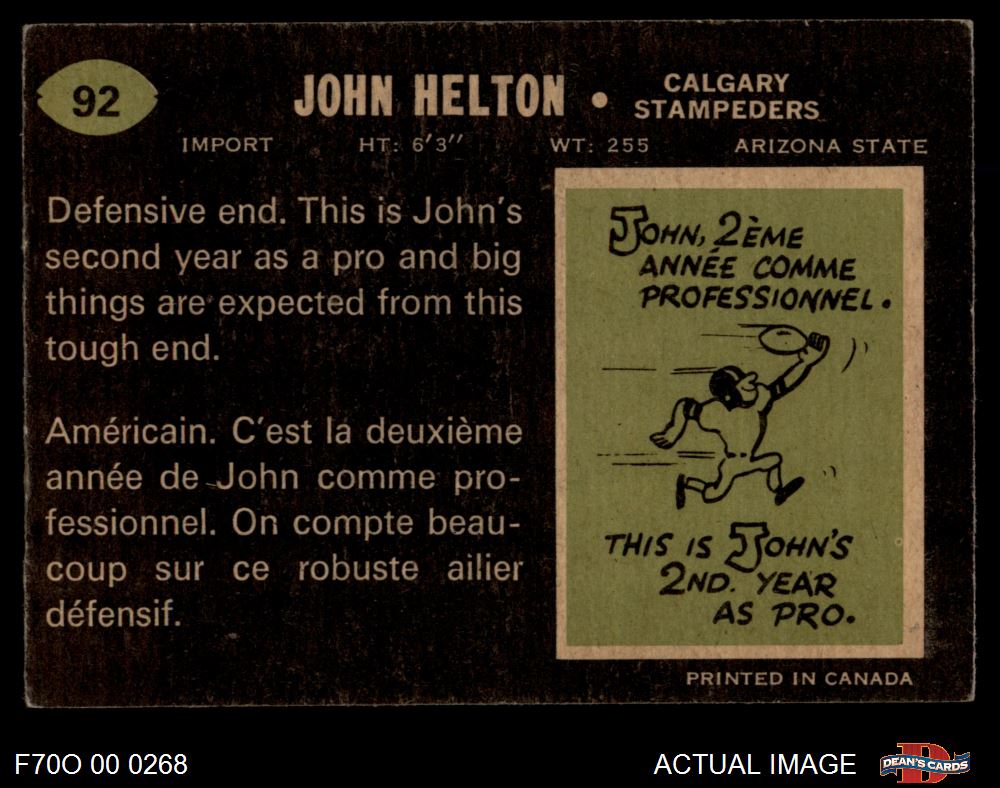 92
JOHN HELTON • CALGARY
STAMPEDERS
IMPORT HT: 6'3" WT: 255 ARIZONA STATE
Defensive end. This is John's
second year as a pro and big
things are expected from this
tough end.
Américain. C'est la deuxième
année de John comme pro-
fessionnel. On compte beau-
coup sur ce robuste ailier
défensif.
JOHN, 2ÈME
ANNÉE COMME
PROFESSIONNEL.
THIS IS JOHN'S
2ND. YEAR
AS PRO.
PRINTED IN CANADA
F70O 00 0268
ACTUAL IMAGE
DEAN'S CARDS